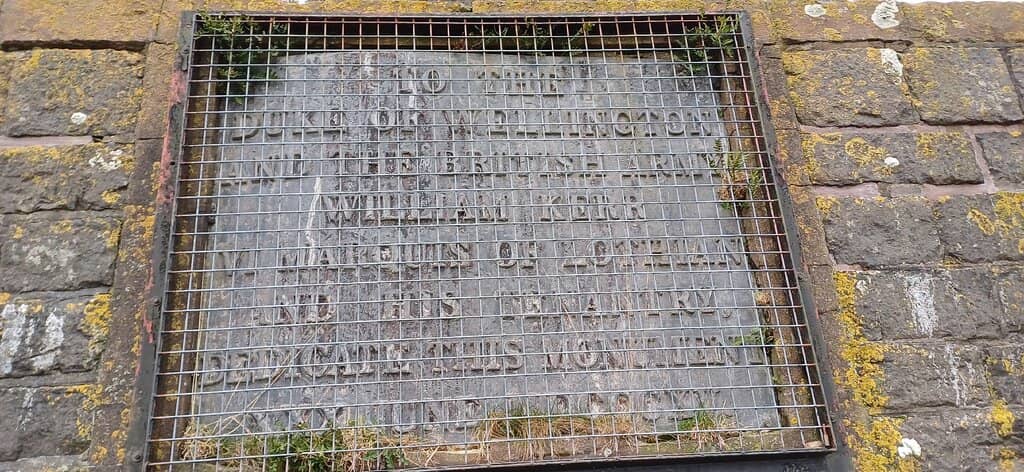 TO THE
DUKE OF WELLINGTON
AND THE BRITISH ARMY
WILLIAM KERR
VI MARQUIS OF LOTHIAN
AND HIS TENANTRY,
DEDICATE THIS MONUMENT